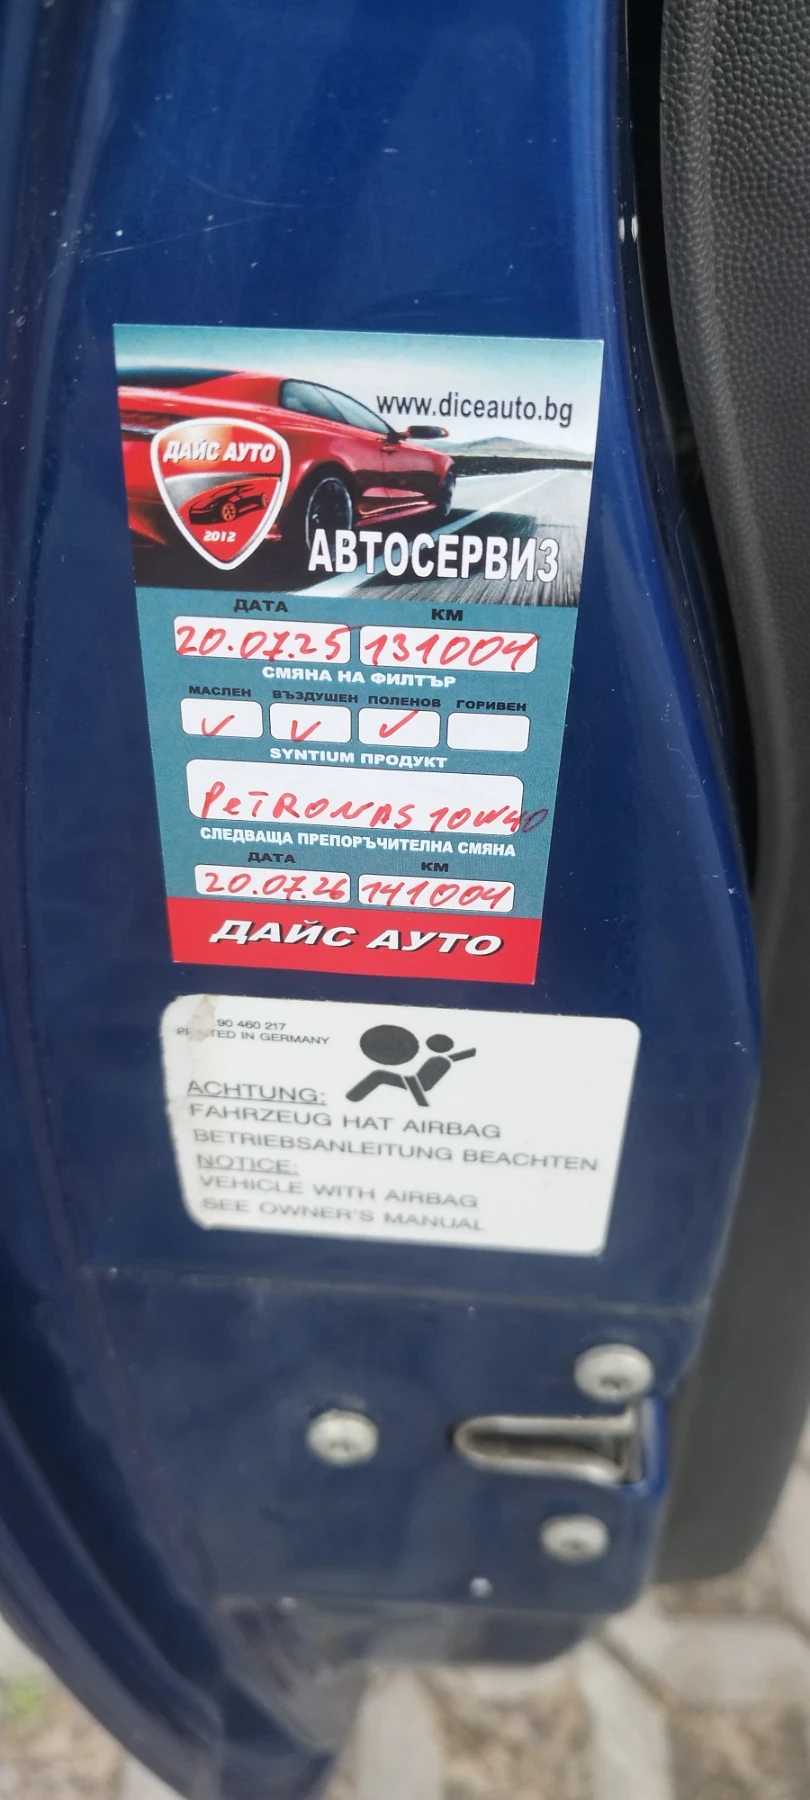 www.diceauto.bg
ДАЙС АУТО
2012
АВТОСЕРВИЗ
ДАТА КМ
20.07.25 131004
СМЯНА НА ФИЛТЪР
МАСЛЕН ВЪЗДУШЕН ПОЛЕНОВ ГОРИВЕН
SYNTIUM ПРОДУКТ
PeTRONAS 10W40
СЛЕДВАЩА ПРЕПОРЪЧИТЕЛНА СМЯНА
ДАТА КМ
20.07.26 141004
ДАЙС АУТО
90 460 217
PRINTED IN GERMANY
ACHTUNG:
FAHRZEUG HAT AIRBAG
BETRIEBSANLEITUNG BEACHTEN
NOTICE:
VEHICLE WITH AIRBAG
SEE OWNER'S MANUAL